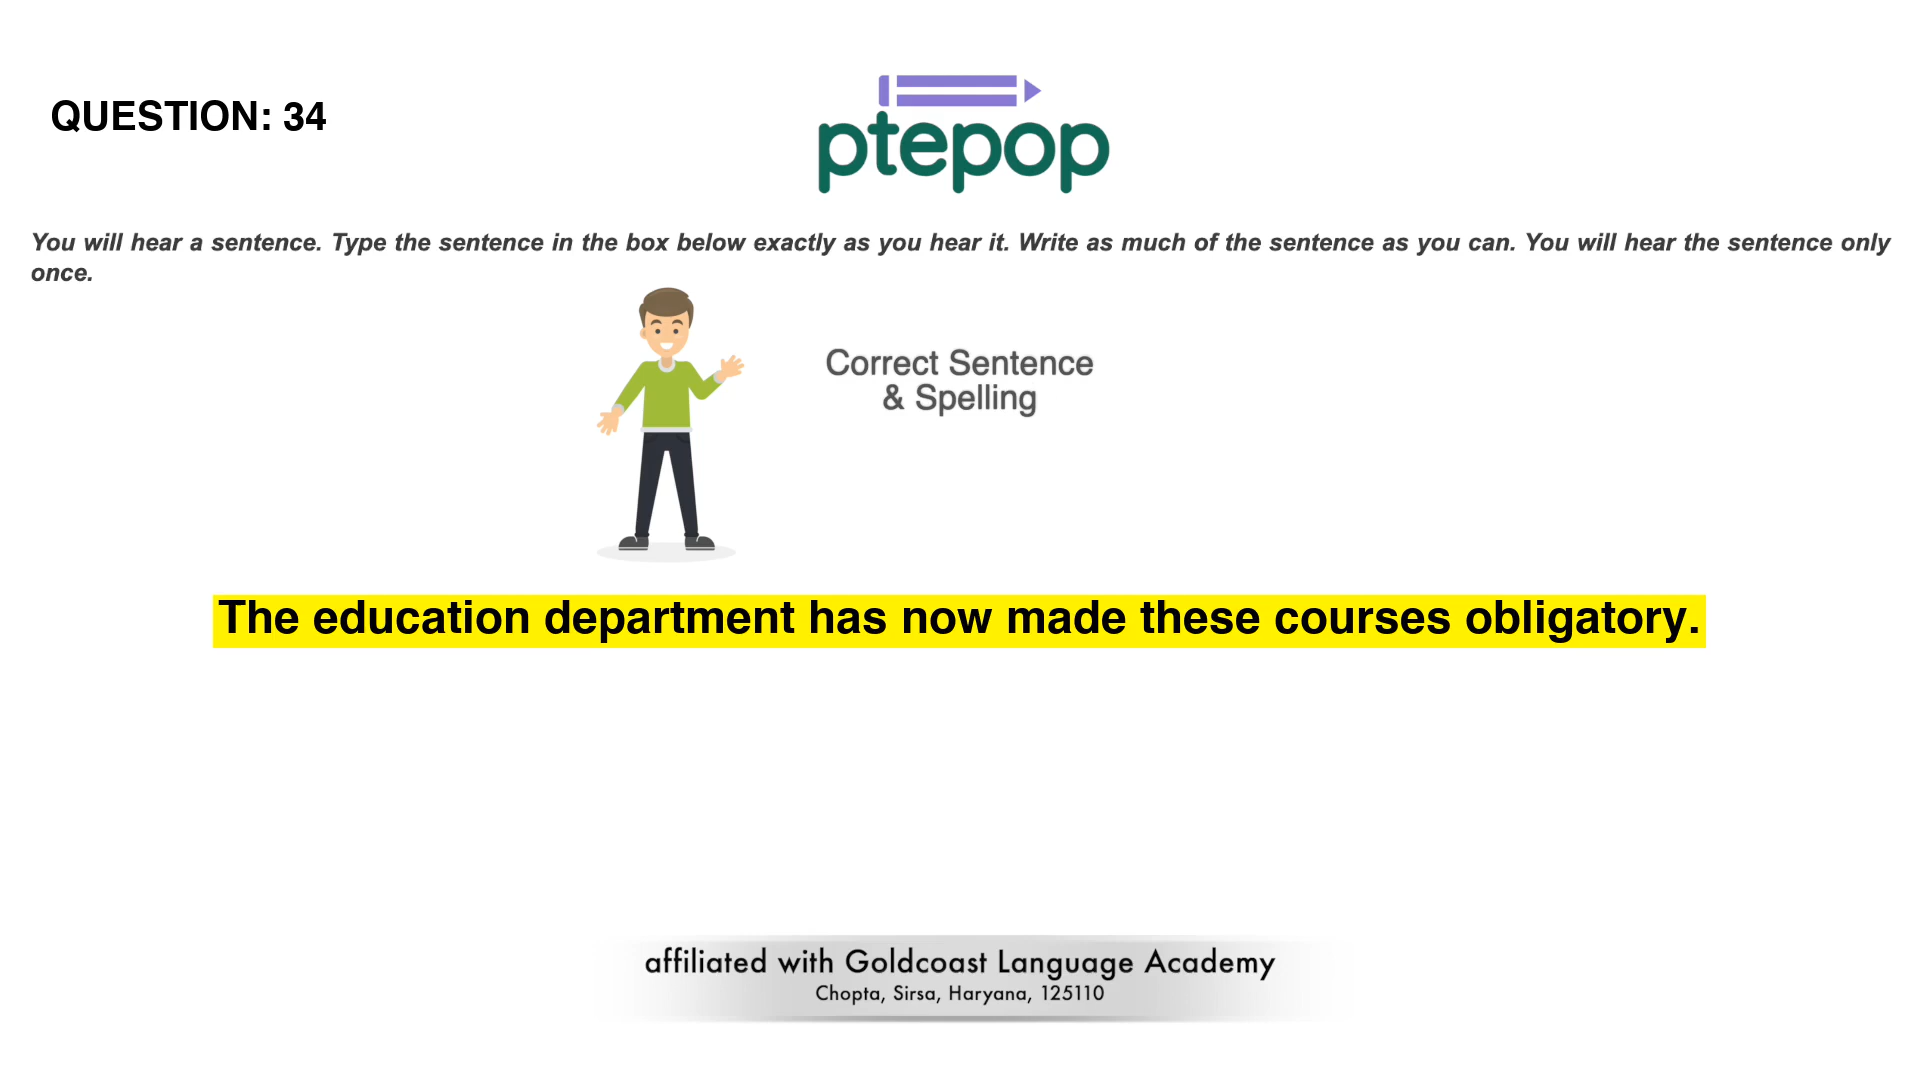 QUESTION: 34
ptepop
You will hear a sentence. Type the sentence in the box below exactly as you hear it. Write as much of the sentence as you can. You will hear the sentence only
once.
Correct Sentence
& Spelling
The education department has now made these courses obligatory.
affiliated with Goldcoast Language Academy
Chopta, Sirsa, Haryana, 125110